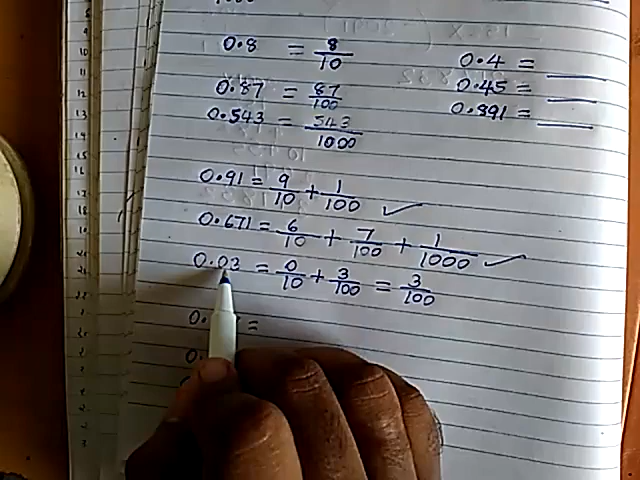 0.8 = 8/10 0.4 = ____
0.87 = 87/100 0.45 = ____
0.543 = 543/1000 0.891 = ____
0.91 = 9/10 + 1/100 ✓
0.671 = 6/10 + 7/100 + 1/1000 ✓
0.03 = 0/10 + 3/100 = 3/100